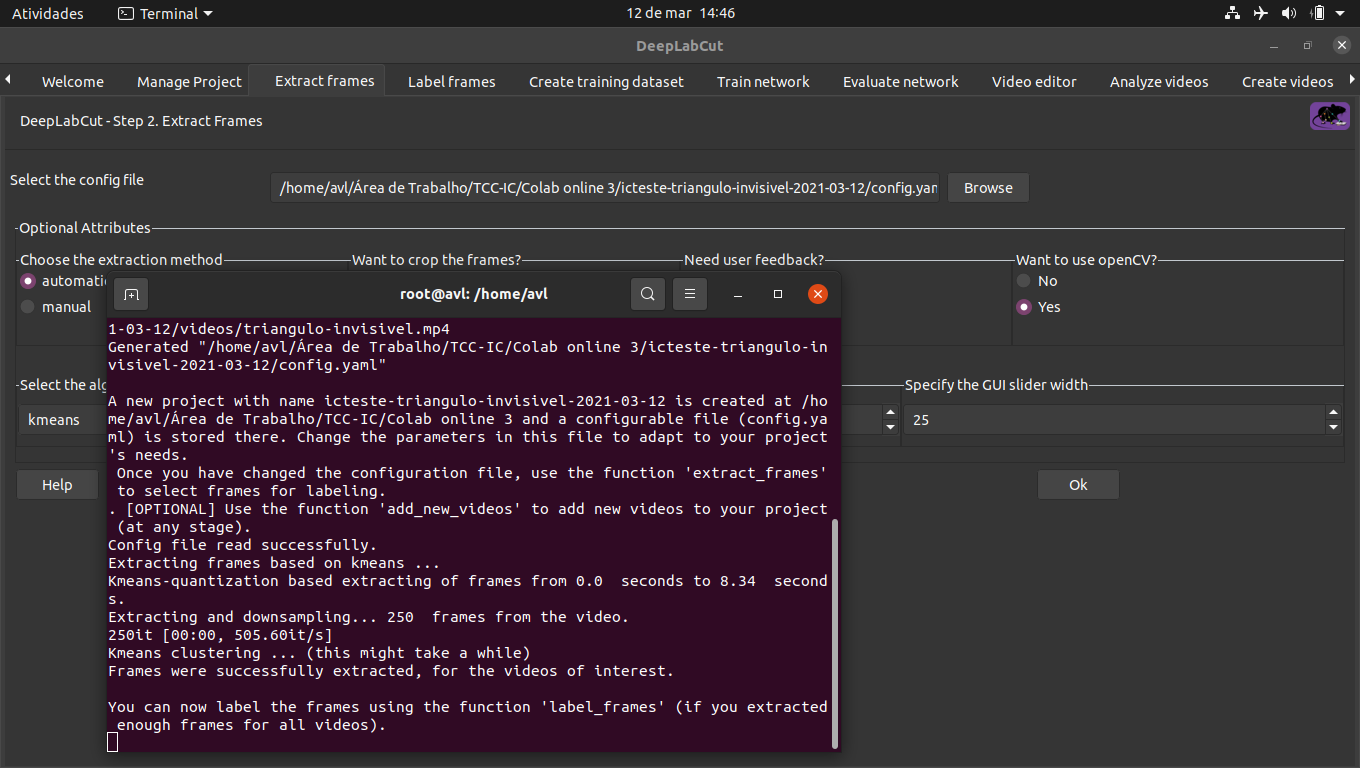 Atividades Terminal 12 de mar 14:46
DeepLabCut
Welcome Manage Project Extract frames Label frames Create training dataset Train network Evaluate network Video editor Analyze videos Create videos
DeepLabCut - Step 2. Extract Frames
Select the config file /home/avl/Área de Trabalho/TCC-IC/Colab online 3/icteste-triangulo-invisivel-2021-03-12/config.yam Browse
Optional Attributes
Choose the extraction method Want to crop the frames? Need user feedback? Want to use openCV?
automatic No
manual Yes
Select the alg Specify the GUI slider width
kmeans 25
Help Ok
root@avl: /home/avl
1-03-12/videos/triangulo-invisivel.mp4
Generated "/home/avl/Área de Trabalho/TCC-IC/Colab online 3/icteste-triangulo-in
visivel-2021-03-12/config.yaml"
A new project with name icteste-triangulo-invisivel-2021-03-12 is created at /ho
me/avl/Área de Trabalho/TCC-IC/Colab online 3 and a configurable file (config.ya
ml) is stored there. Change the parameters in this file to adapt to your project
's needs.
Once you have changed the configuration file, use the function 'extract_frames'
to select frames for labeling.
. [OPTIONAL] Use the function 'add_new_videos' to add new videos to your project
(at any stage).
Config file read successfully.
Extracting frames based on kmeans ...
Kmeans-quantization based extracting of frames from 0.0  seconds to 8.34  second
s.
Extracting and downsampling... 250  frames from the video.
250it [00:00, 505.60it/s]
Kmeans clustering ... (this might take a while)
Frames were successfully extracted, for the videos of interest.
You can now label the frames using the function 'label_frames' (if you extracted
enough frames for all videos).